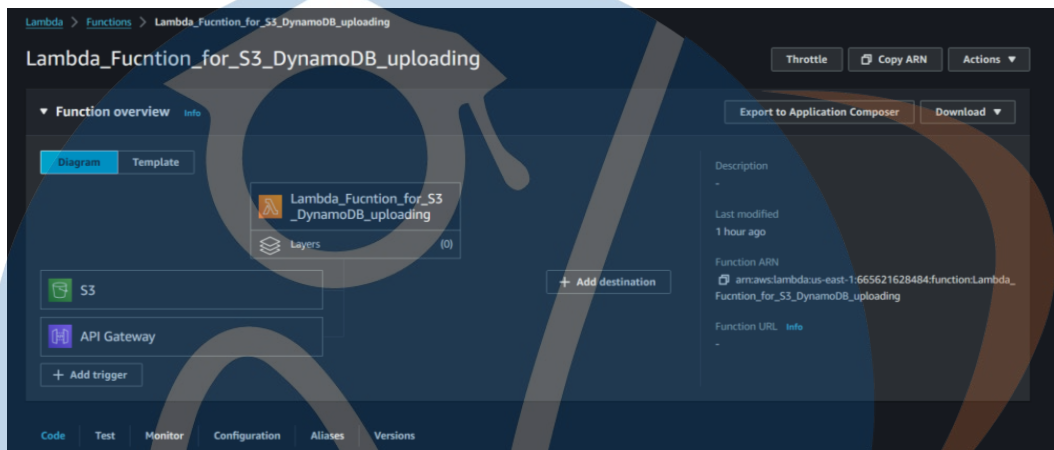 Lambda > Functions > Lambda_Fucntion_for_S3_DynamoDB_uploading
Lambda_Fucntion_for_S3_DynamoDB_uploading
Throttle
Copy ARN
Actions
Function overview Info
Export to Application Composer
Download
Diagram
Template
Lambda_Fucntion_for_S3
_DynamoDB_uploading
Layers
(0)
S3
API Gateway
+ Add trigger
+ Add destination
Description
-
Last modified
1 hour ago
Function ARN
arn:aws:lambda:us-east-1:665621628484:function:Lambda_
Fucntion_for_S3_DynamoDB_uploading
Function URL Info
-
Code
Test
Monitor
Configuration
Aliases
Versions